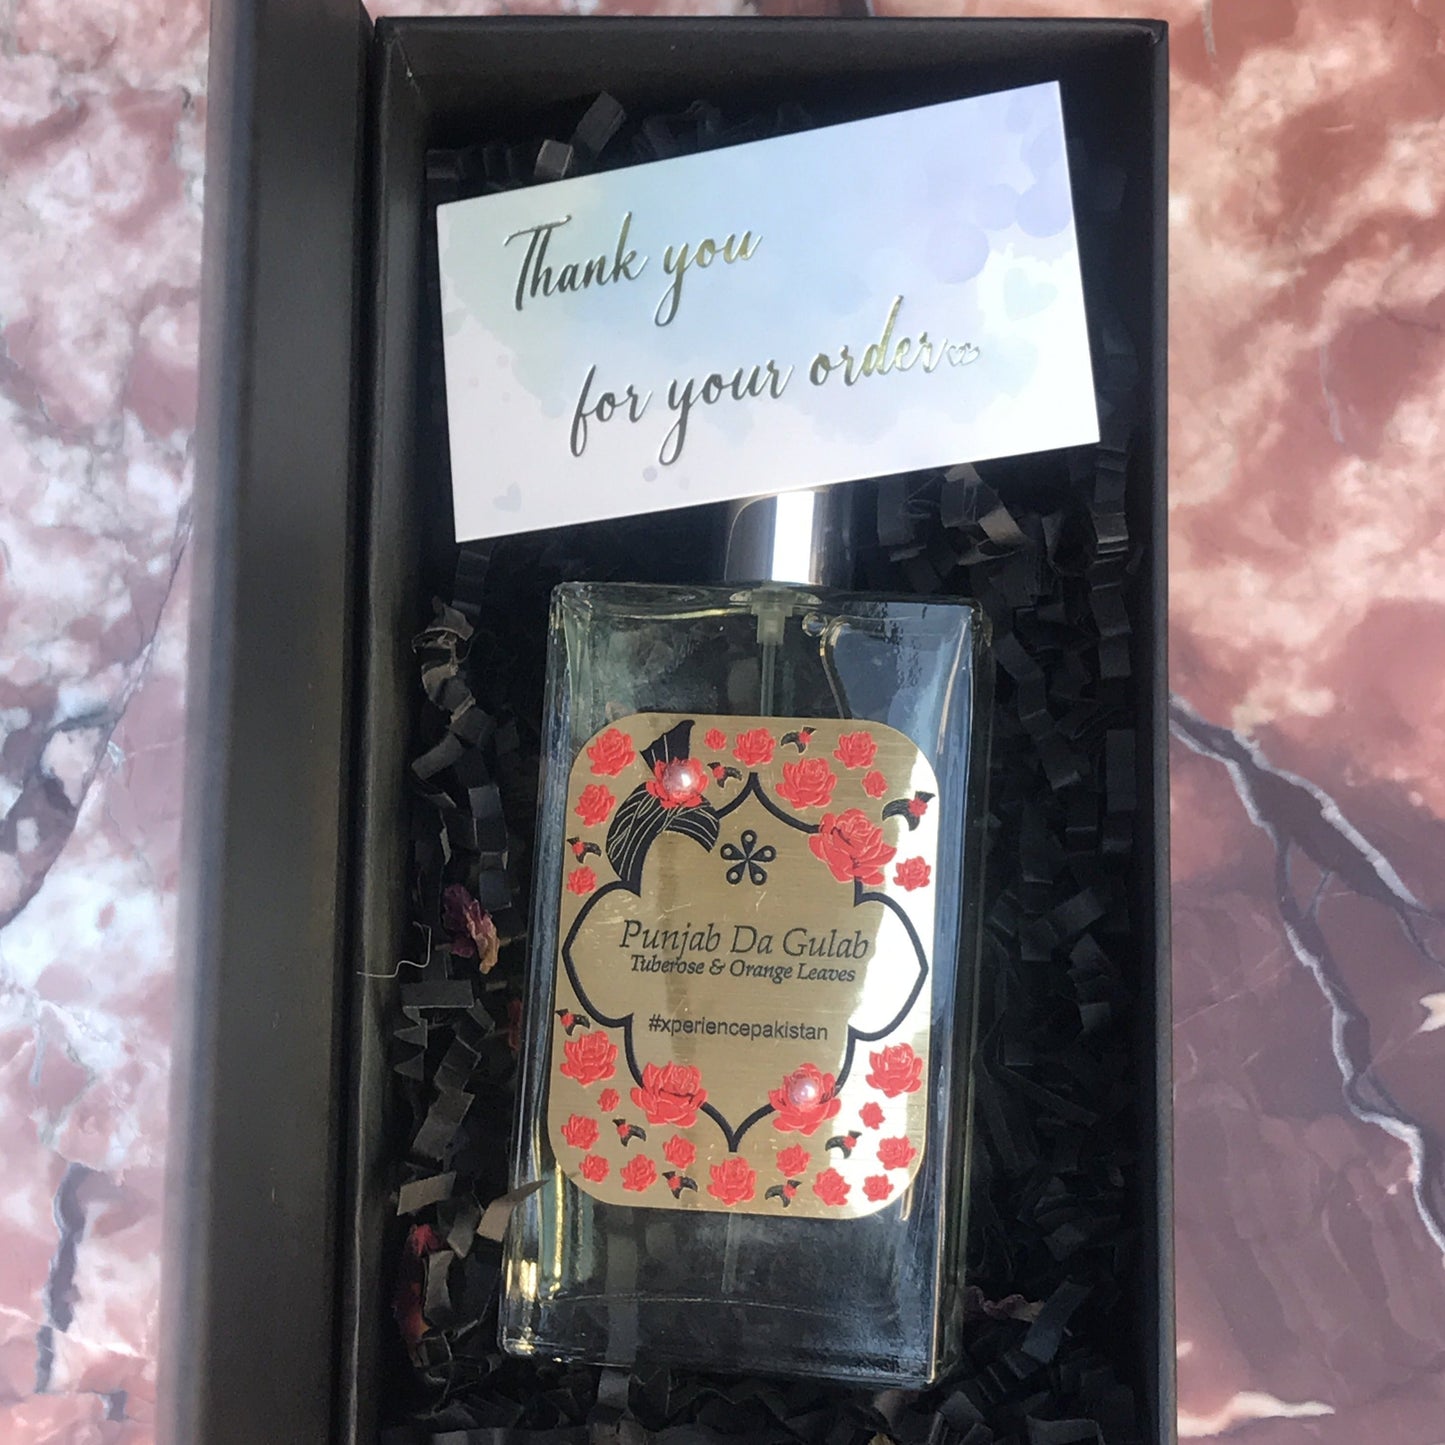 Thank you
for your order
Punjab Da Gulab
Tuberose & Orange Leaves
#xperiencepakistan